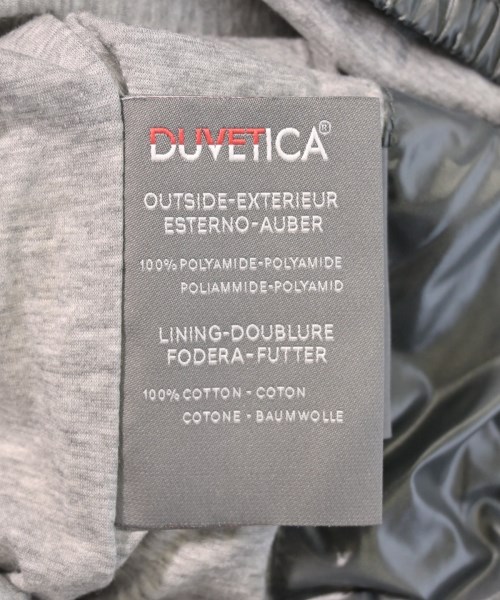 DUVETICA®
OUTSIDE-EXTERIEUR
ESTERNO-AUBER
100% POLYAMIDE-POLYAMIDE
POLIAMMIDE-POLYAMID
LINING-DOUBLURE
FODERA-FUTTER
100% COTTON - COTON
COTONE - BAUMWOLLE